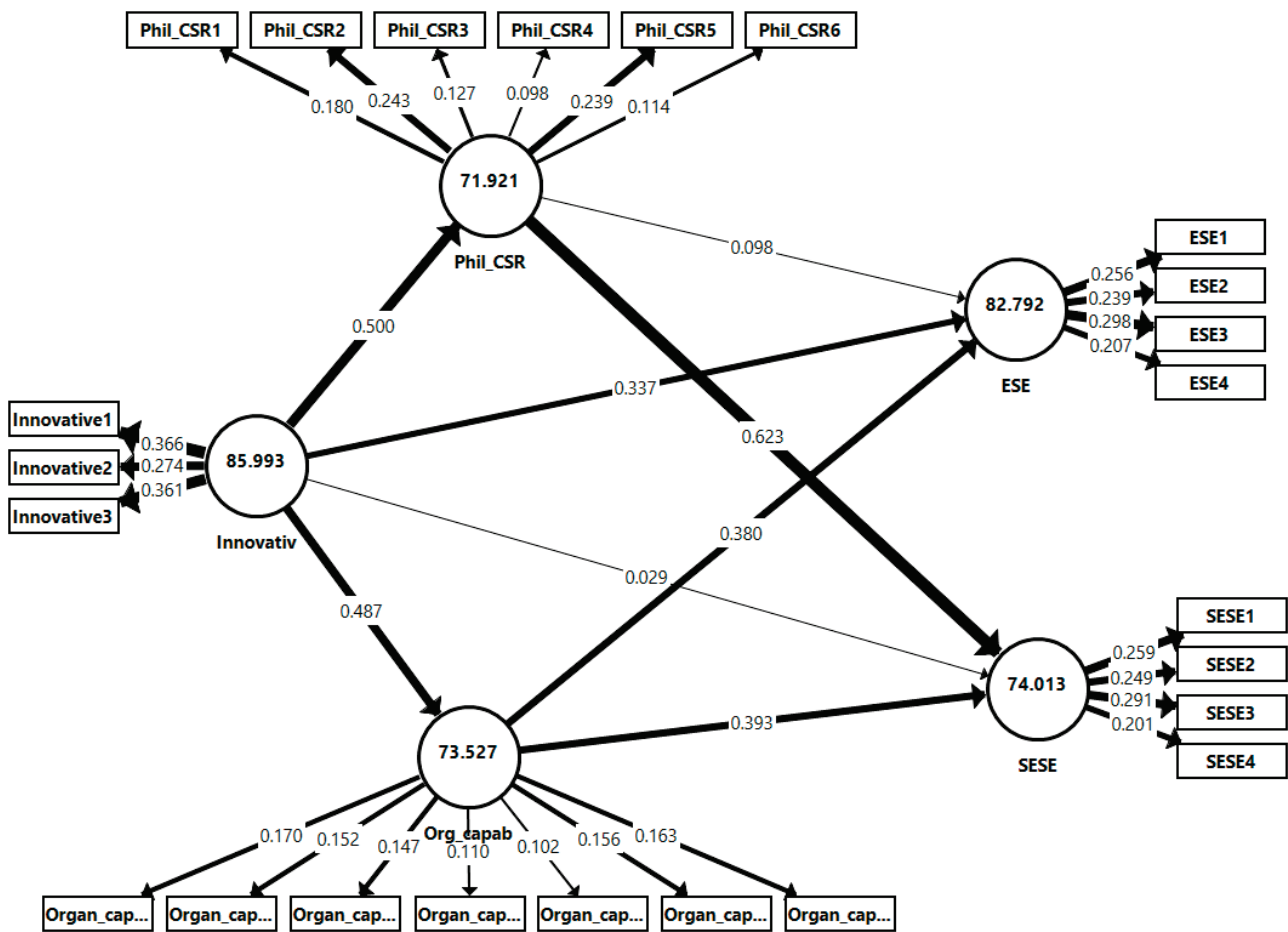 Phil_CSR1 Phil_CSR2 Phil_CSR3 Phil_CSR4 Phil_CSR5 Phil_CSR6
0.180 0.243 0.127 0.098 0.239 0.114
71.921
Phil_CSR
0.098
ESE1
0.256
ESE2
0.239
82.792
0.298
ESE3
0.207
ESE4
ESE
0.500
0.337
Innovative1
0.366
Innovative2
0.274
Innovative3
0.361
85.993
Innovativ
0.623
0.380
0.029
0.487
SESE1
0.259
SESE2
0.249
74.013
0.291
SESE3
0.201
SESE4
SESE
0.393
73.527
Org_capab
0.170 0.152 0.147 0.110 0.102 0.156 0.163
Organ_cap... Organ_cap... Organ_cap... Organ_cap... Organ_cap... Organ_cap... Organ_cap...